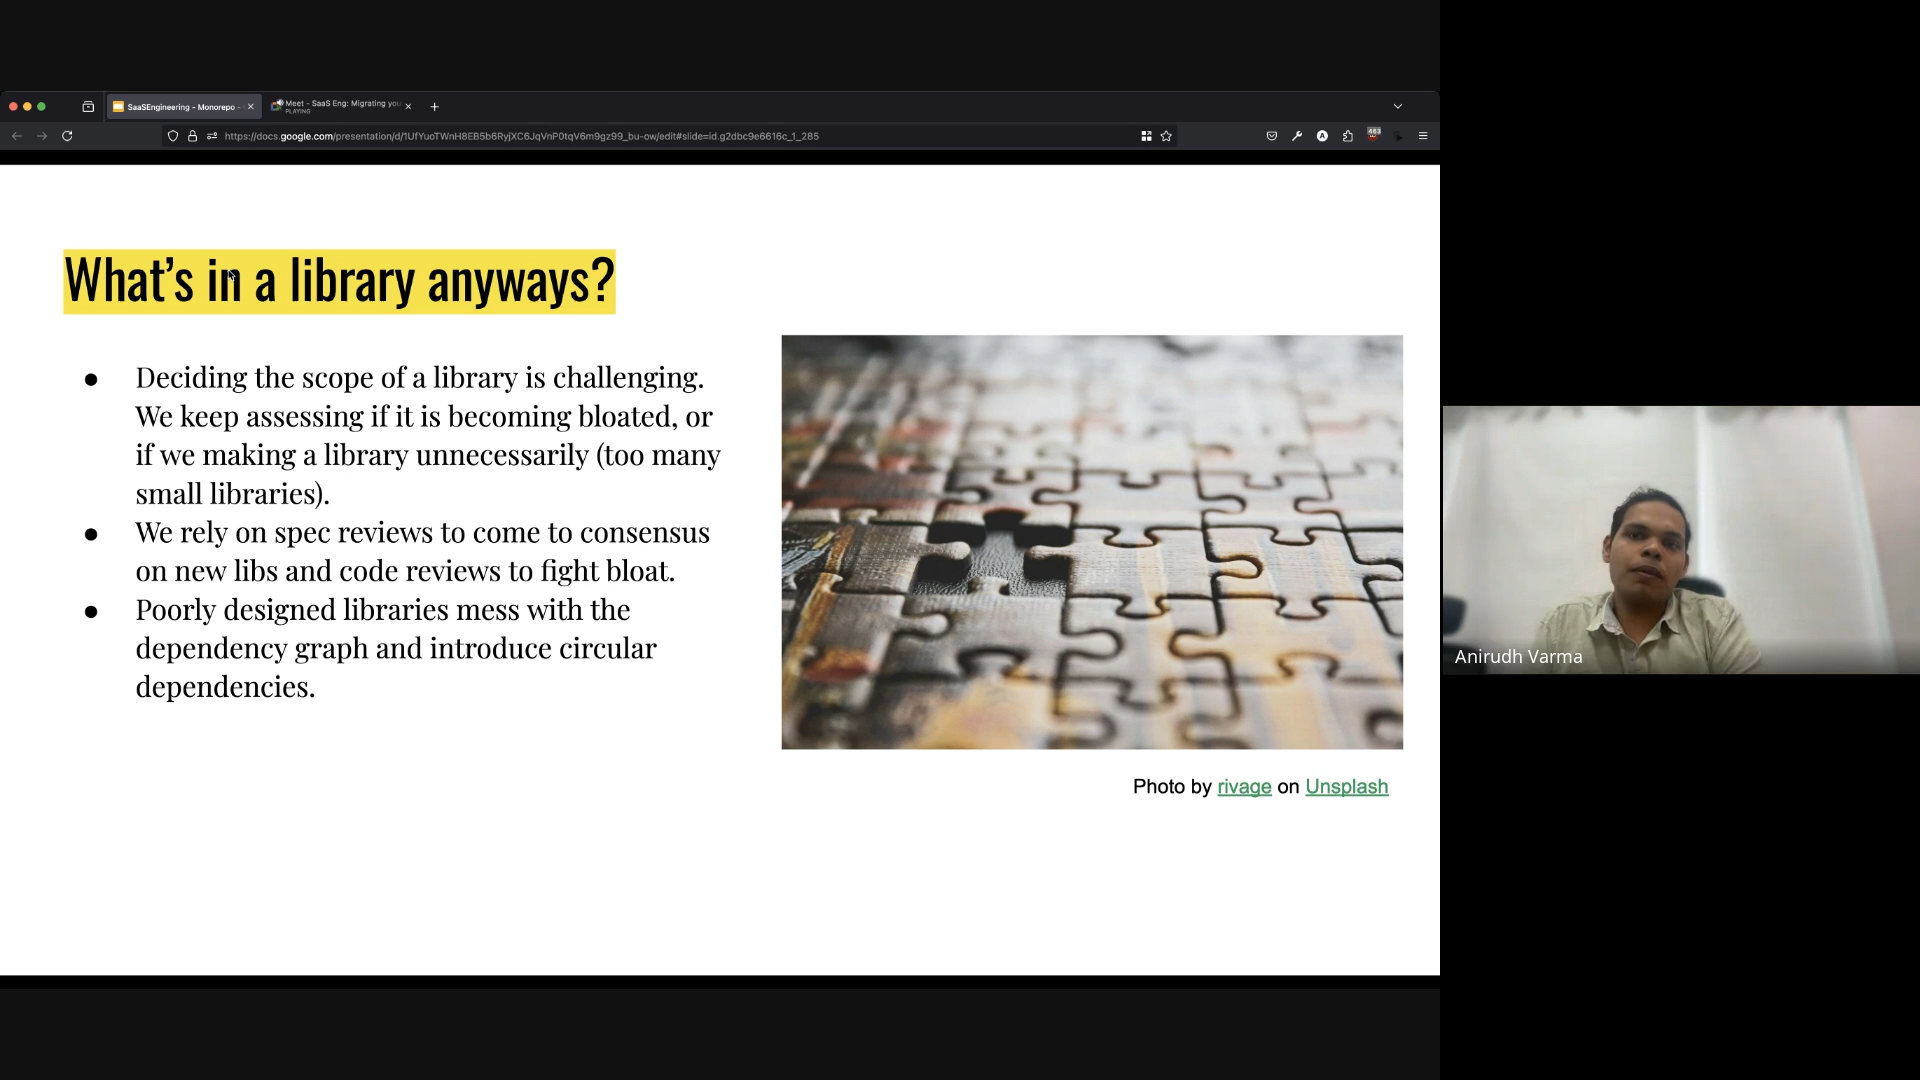 SaaSEngineering - Monorepo -
Meet - SaaS Eng: Migrating you
PLAYING
https://docs.google.com/presentation/d/1UfYuoTWnH8EB5b6RyjXC6JqVnP0tqV6m9gz99_bu-ow/edit#slide=id.g2dbc9e6616c_1_285
463
What's in a library anyways?
● Deciding the scope of a library is challenging.
We keep assessing if it is becoming bloated, or
if we making a library unnecessarily (too many
small libraries).
● We rely on spec reviews to come to consensus
on new libs and code reviews to fight bloat.
● Poorly designed libraries mess with the
dependency graph and introduce circular
dependencies.
Photo by rivage on Unsplash
Anirudh Varma